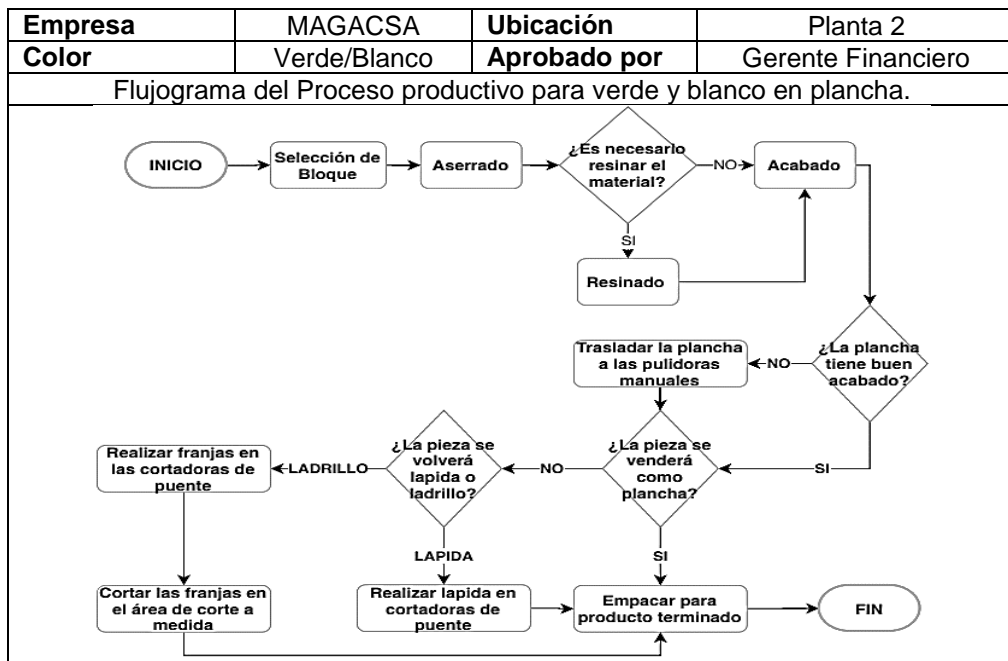 Empresa MAGACSA Ubicación Planta 2
Color Verde/Blanco Aprobado por Gerente Financiero
Flujograma del Proceso productivo para verde y blanco en plancha.
INICIO
Selección de
Bloque
Aserrado
¿Es necesario
resinar el
material?
NO
Acabado
SI
Resinado
¿La plancha
tiene buen
acabado?
NO
Trasladar la plancha
a las pulidoras
manuales
SI
¿La pieza se
venderá
como
plancha?
NO
¿La pieza se
volverá
lapida o
ladrillo?
LADRILLO
Realizar franjas en
las cortadoras de
puente
LAPIDA
SI
Cortar las franjas en
el área de corte a
medida
Realizar lapida en
cortadoras de
puente
Empacar para
producto terminado
FIN